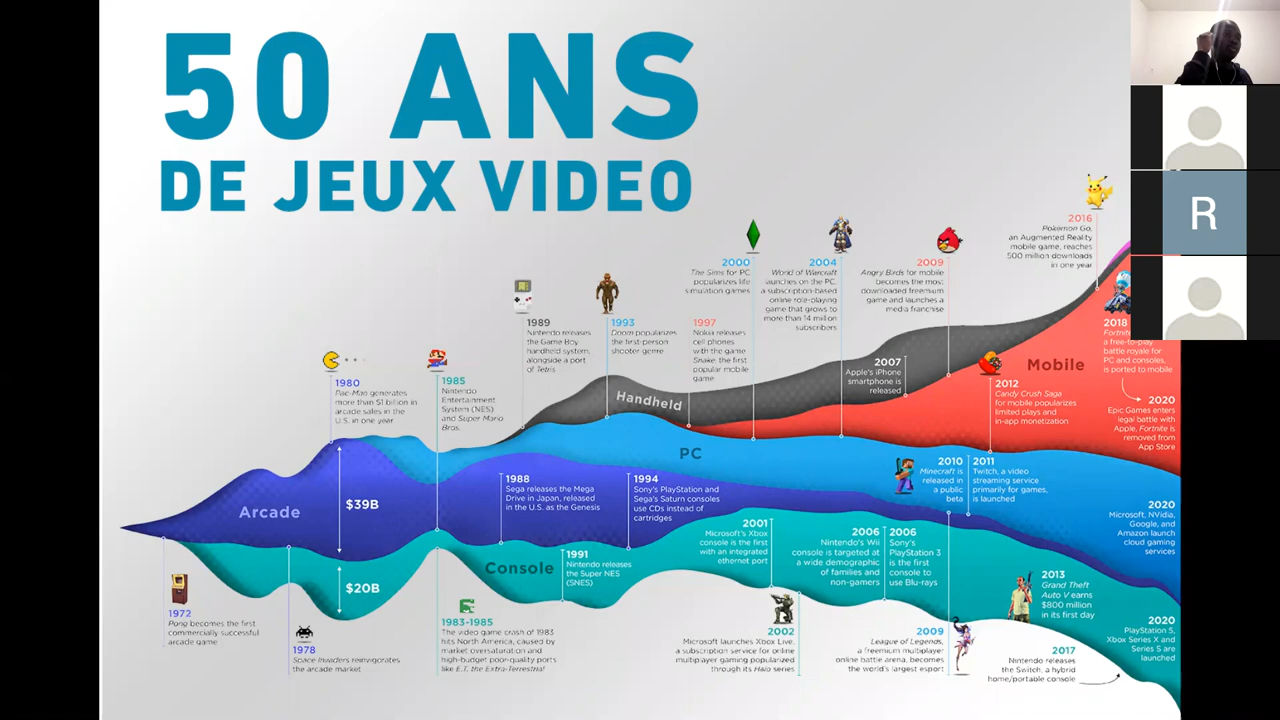 50 ANS
DE JEUX VIDEO
R
2016
Pokémon Go,
an Augmented Reality
mobile game, reaches
500 million downloads
in one year
2000
The Sims for PC
popularizes life
simulation games
2004
World of Warcraft
launches on the PC,
a subscription-based
online role-playing
game that grows to
more than 14 million
subscribers
2009
Angry Birds for mobile
becomes the most
downloaded freemium
game and launches a
media franchise
1989
Nintendo releases
the Game Boy
handheld system,
alongside a port
of Tetris
1993
Doom popularizes
the first-person
shooter genre
1997
Nokia releases
cell phones
with the game
Snake, the first
popular mobile
game
2018
Fortnite,
a free-to-play
battle royale for
PC and consoles,
is ported to mobile
1980
Pac-Man generates
more than $1 billion in
arcade sales in the
U.S. in one year
1985
Nintendo
Entertainment
System (NES)
and Super Mario
Bros.
2007
Apple's iPhone
smartphone is
released
Mobile
2012
Candy Crush Saga
for mobile popularizes
limited plays and
in-app monetization
2020
Epic Games enters
legal battle with
Apple, Fortnite is
removed from
App Store
Handheld
PC
2010
Minecraft is
released in
a public
beta
2011
Twitch, a video
streaming service
primarily for games,
is launched
1988
Sega releases the Mega
Drive in Japan, released
in the U.S. as the Genesis
1994
Sony's PlayStation and
Sega's Saturn consoles
use CDs instead of
cartridges
Arcade
$39B
2020
Microsoft, NVidia,
Google, and
Amazon launch
cloud gaming
services
2001
Microsoft's Xbox
console is the first
with an integrated
ethernet port
2006
Nintendo's Wii
console is targeted at
a wide demographic
of families and
non-gamers
2006
Sony's
PlayStation 3
is the first
console to
use Blu-rays
1991
Nintendo releases
the Super NES
(SNES)
Console
$20B
2013
Grand Theft
Auto V earns
$800 million
in its first day
1972
Pong becomes the first
commercially successful
arcade game
1978
Space Invaders reinvigorates
the arcade market
1983-1985
The video game crash of 1983
hits North America, caused by
market oversaturation and
high-budget poor-quality ports
like E.T. the Extra-Terrestrial
2002
Microsoft launches Xbox Live,
a subscription service for online
multiplayer gaming popularized
through its Halo series
2009
League of Legends,
a freemium multiplayer
online battle arena, becomes
the world's largest esport
2017
Nintendo releases
the Switch, a hybrid
home/portable console
2020
PlayStation 5,
Xbox Series X and
Series S are
launched